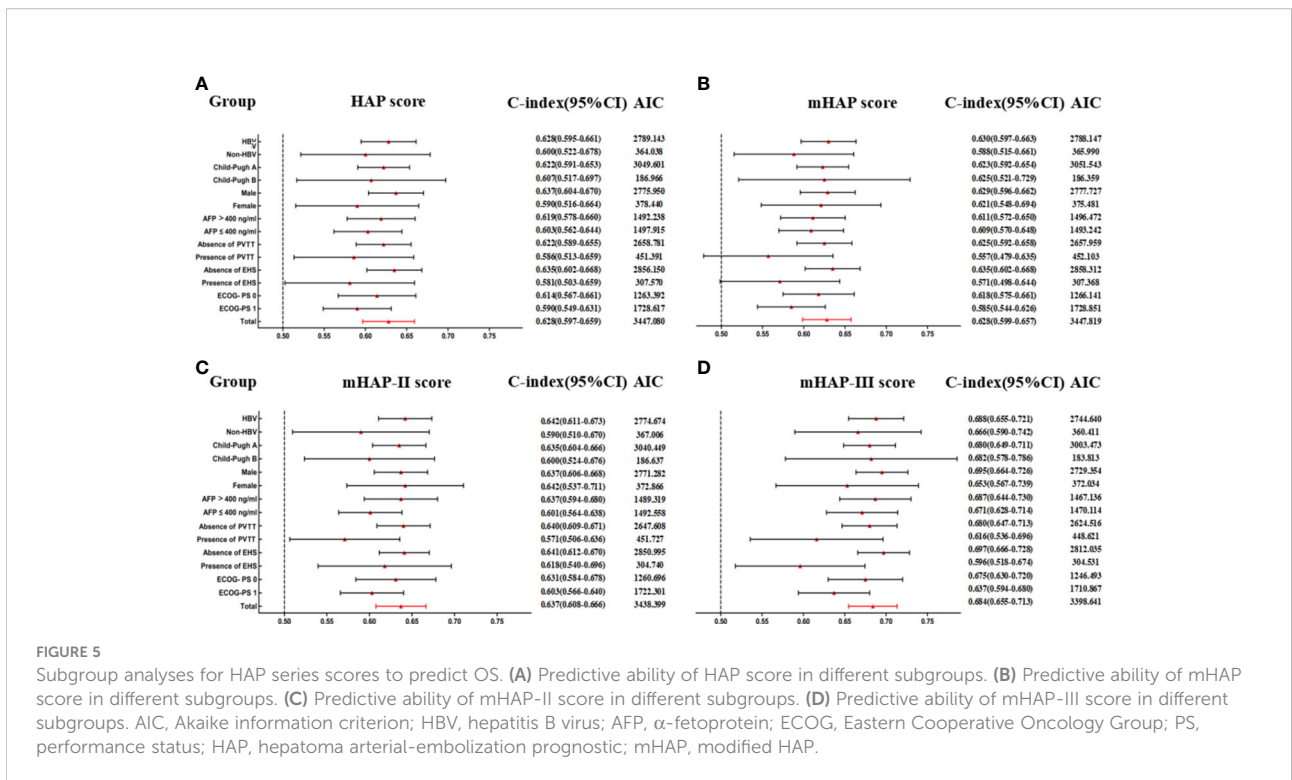 A
Group HAP score C-index(95%CI) AIC
HBV 0.628(0.595-0.661) 2789.143
Non-HBV 0.600(0.522-0.678) 364.038
Child-Pugh A 0.622(0.591-0.653) 3049.601
Child-Pugh B 0.607(0.517-0.697) 186.966
Male 0.637(0.604-0.670) 2775.950
Female 0.590(0.516-0.664) 378.440
AFP > 400 ng/ml 0.619(0.578-0.660) 1492.238
AFP ≤ 400 ng/ml 0.603(0.562-0.644) 1497.915
Absence of PVTT 0.622(0.589-0.655) 2658.781
Presence of PVTT 0.586(0.513-0.659) 451.391
Absence of EHS 0.635(0.602-0.668) 2856.150
Presence of EHS 0.581(0.503-0.659) 307.570
ECOG- PS 0 0.614(0.567-0.661) 1263.392
ECOG-PS 1 0.590(0.549-0.631) 1728.617
Total 0.628(0.597-0.659) 3447.080
0.50 0.55 0.60 0.65 0.70 0.75
B
mHAP score C-index(95%CI) AIC
0.630(0.597-0.663) 2788.147
0.588(0.515-0.661) 365.990
0.623(0.592-0.654) 3051.543
0.625(0.521-0.729) 186.359
0.629(0.596-0.662) 2777.727
0.621(0.548-0.694) 375.481
0.611(0.572-0.650) 1496.472
0.609(0.570-0.648) 1493.242
0.625(0.592-0.658) 2657.959
0.557(0.479-0.635) 452.103
0.635(0.602-0.668) 2858.312
0.571(0.498-0.644) 307.368
0.618(0.575-0.661) 1266.141
0.585(0.544-0.626) 1728.851
0.628(0.599-0.657) 3447.819
0.50 0.55 0.60 0.65 0.70 0.75
C
Group mHAP-II score C-index(95%CI) AIC
HBV 0.642(0.611-0.673) 2774.674
Non-HBV 0.590(0.510-0.670) 367.006
Child-Pugh A 0.635(0.604-0.666) 3040.449
Child-Pugh B 0.600(0.524-0.676) 186.637
Male 0.637(0.606-0.668) 2771.282
Female 0.642(0.537-0.711) 372.866
AFP > 400 ng/ml 0.637(0.594-0.680) 1489.319
AFP ≤ 400 ng/ml 0.601(0.564-0.638) 1492.558
Absence of PVTT 0.640(0.609-0.671) 2647.608
Presence of PVTT 0.571(0.506-0.636) 451.727
Absence of EHS 0.641(0.612-0.670) 2850.995
Presence of EHS 0.618(0.540-0.696) 304.740
ECOG- PS 0 0.631(0.584-0.678) 1260.696
ECOG-PS 1 0.603(0.566-0.640) 1722.301
Total 0.637(0.608-0.666) 3438.399
0.50 0.55 0.60 0.65 0.70 0.75
D
mHAP-III score C-index(95%CI) AIC
0.688(0.655-0.721) 2744.640
0.666(0.590-0.742) 360.411
0.680(0.649-0.711) 3003.473
0.682(0.578-0.786) 183.813
0.695(0.664-0.726) 2729.354
0.653(0.567-0.739) 372.034
0.687(0.644-0.730) 1467.136
0.671(0.628-0.714) 1470.114
0.680(0.647-0.713) 2624.516
0.616(0.536-0.696) 448.621
0.697(0.666-0.728) 2812.035
0.596(0.518-0.674) 304.531
0.675(0.630-0.720) 1246.493
0.637(0.594-0.680) 1710.867
0.684(0.655-0.713) 3398.641
0.50 0.55 0.60 0.65 0.70 0.75
FIGURE 5
Subgroup analyses for HAP series scores to predict OS. (A) Predictive ability of HAP score in different subgroups. (B) Predictive ability of mHAP
score in different subgroups. (C) Predictive ability of mHAP-II score in different subgroups. (D) Predictive ability of mHAP-III score in different
subgroups. AIC, Akaike information criterion; HBV, hepatitis B virus; AFP, α-fetoprotein; ECOG, Eastern Cooperative Oncology Group; PS,
performance status; HAP, hepatoma arterial-embolization prognostic; mHAP, modified HAP.